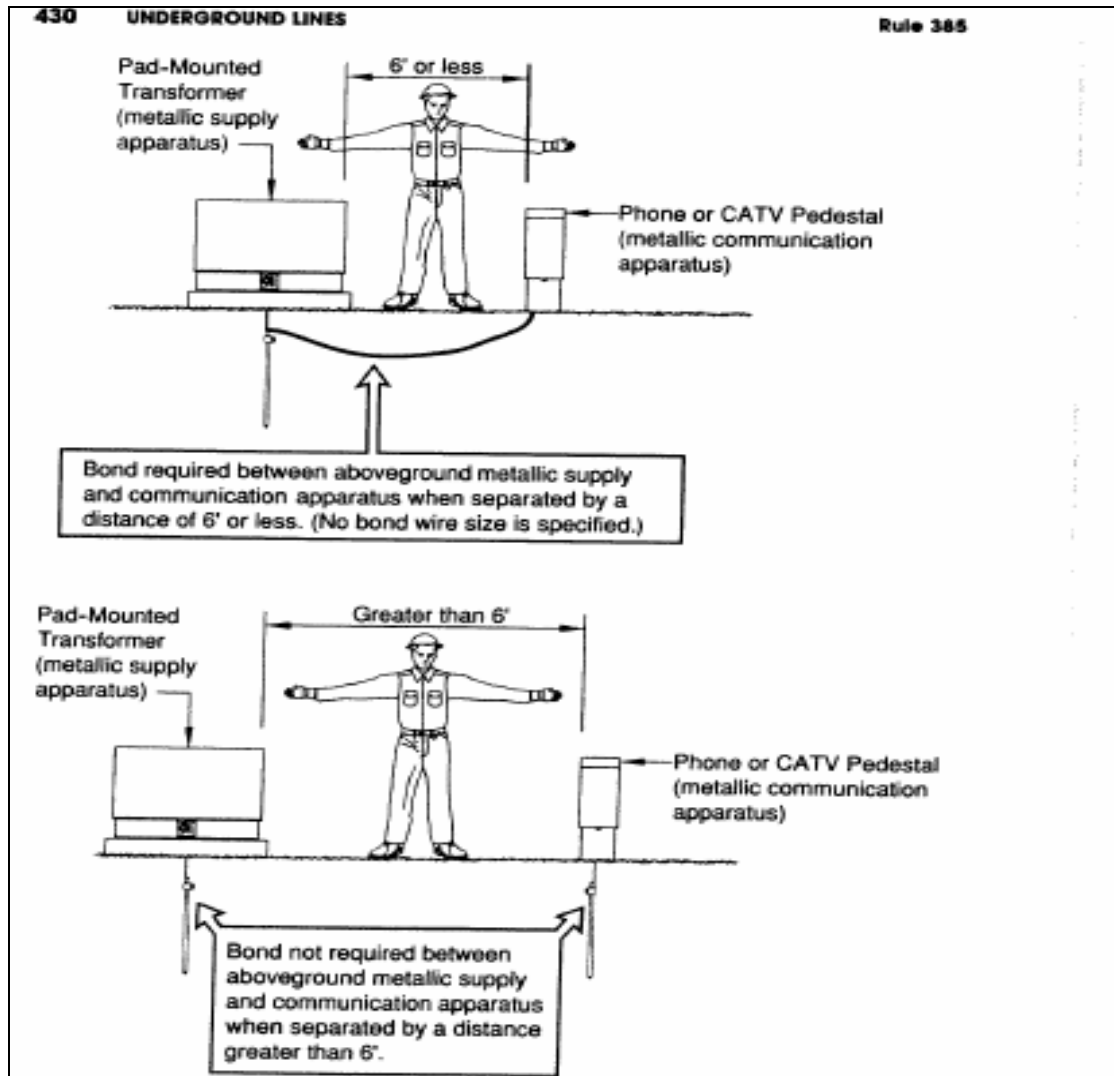 430 UNDERGROUND LINES
Rule 385
6' or less
Pad-Mounted
Transformer
(metallic supply
apparatus)
Phone or CATV Pedestal
(metallic communication
apparatus)
Bond required between aboveground metallic supply
and communication apparatus when separated by a
distance of 6' or less. (No bond wire size is specified.)
Greater than 6'
Pad-Mounted
Transformer
(metallic supply
apparatus)
Phone or CATV Pedestal
(metallic communication
apparatus)
Bond not required between
aboveground metallic supply
and communication apparatus
when separated by a distance
greater than 6'.